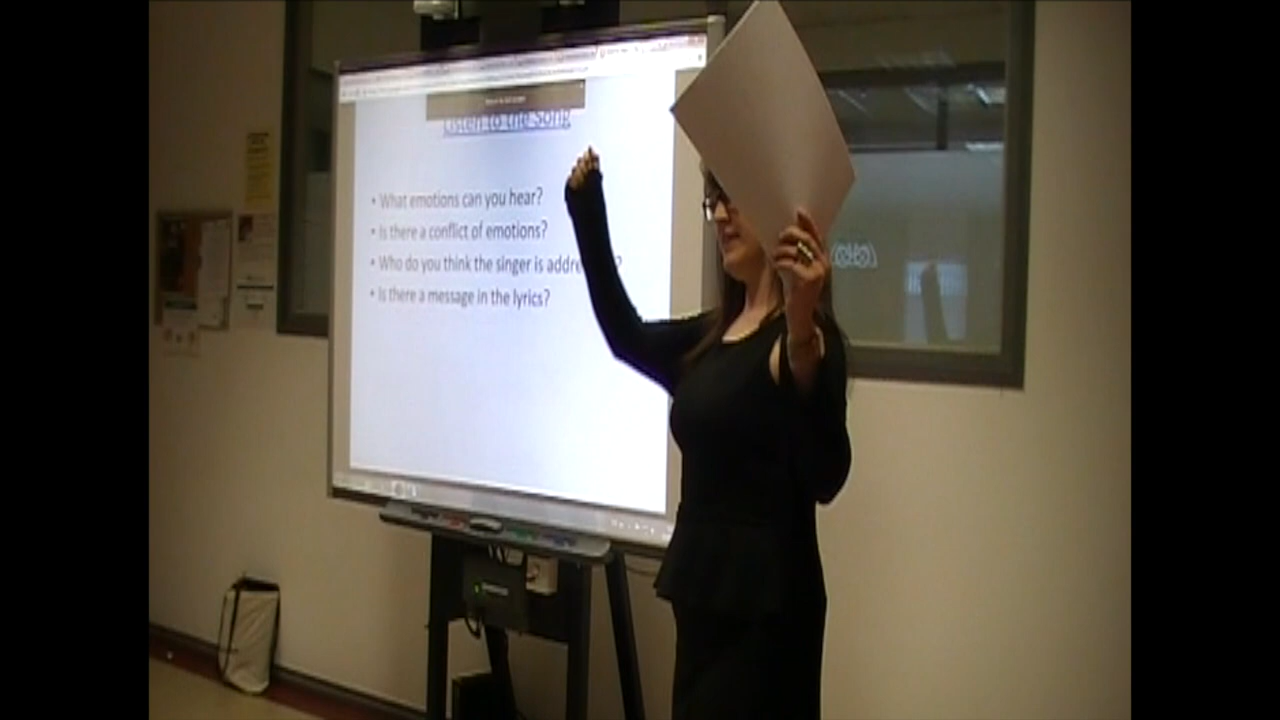 Listen to the Song
• What emotions can you hear?
• Is there a conflict of emotions?
• Who do you think the singer is addre ?
• Is there a message in the lyrics?